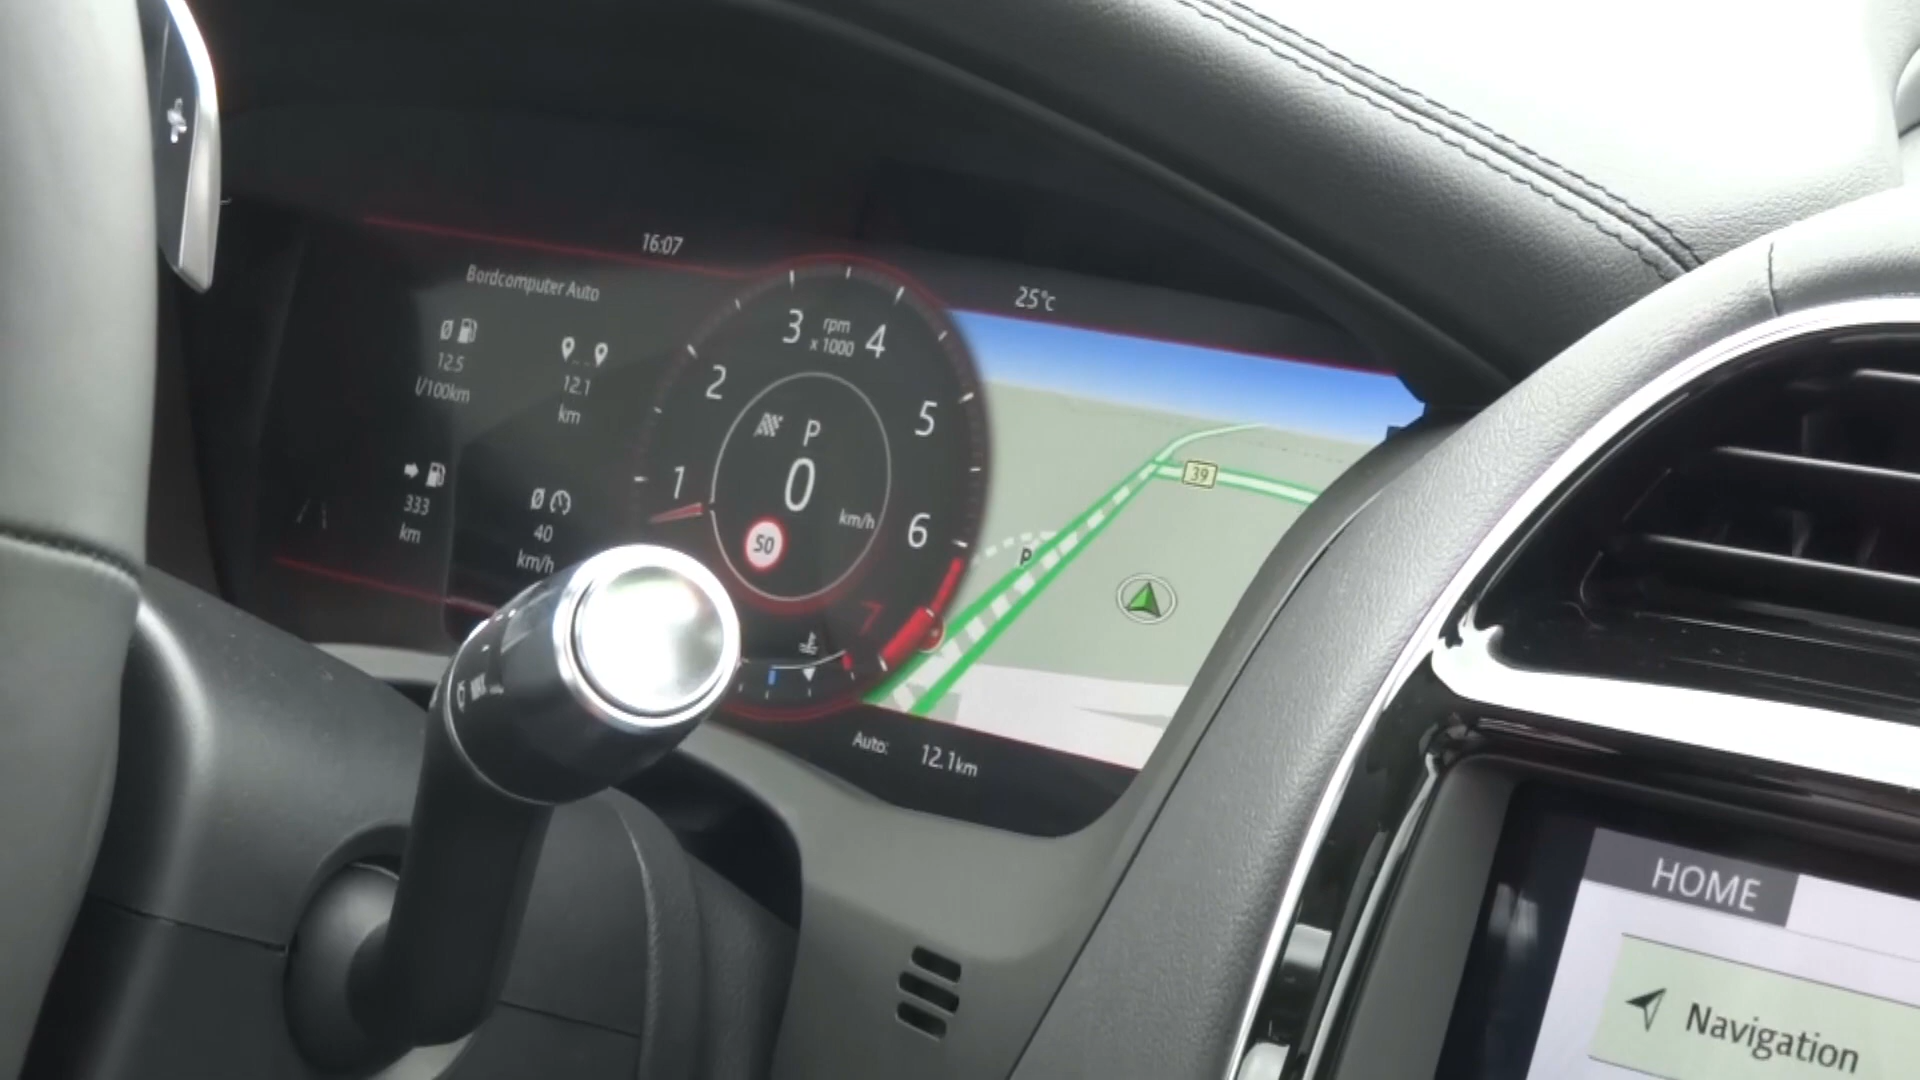 16:07
25°c
Bordcomputer Auto
Ø
12.5
l/100km
12.1
km
333
km
Ø
40
km/h
rpm
x 1000
1
2
3
4
5
6
7
P
0
km/h
50
39
P
Auto: 12.1km
HOME
Navigation